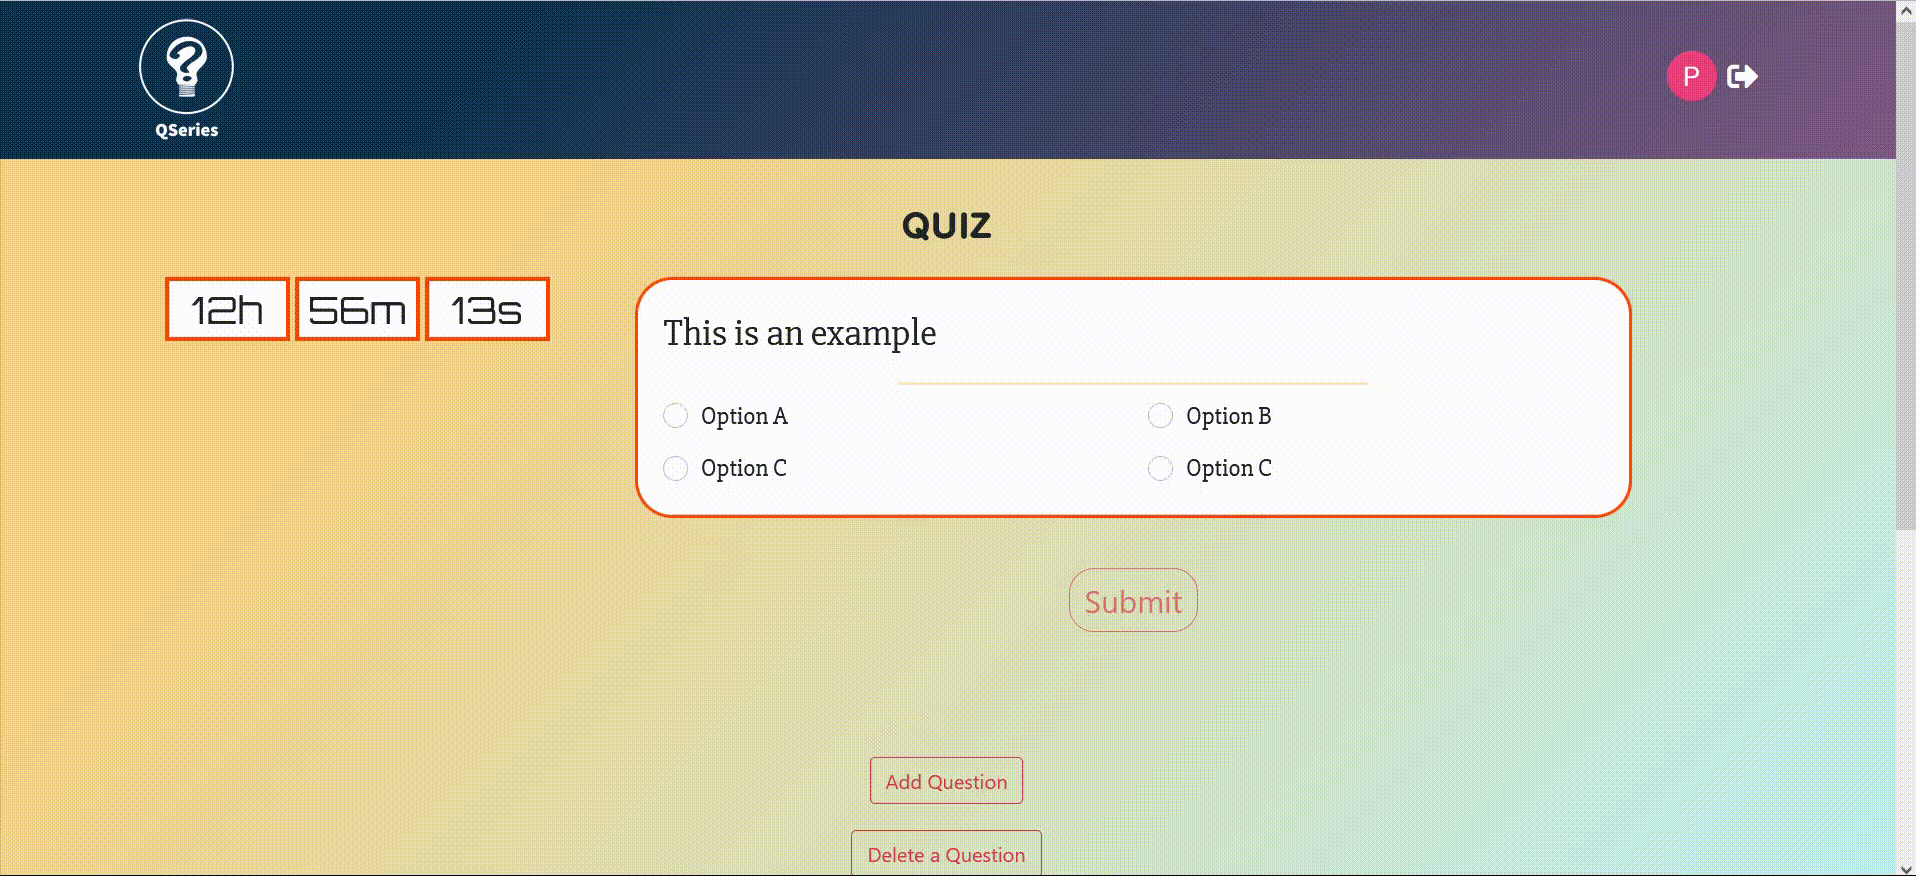 QSeries
P
QUIZ
12h 56m 13s
This is an example
Option A
Option B
Option C
Option C
Submit
Add Question
Delete a Question